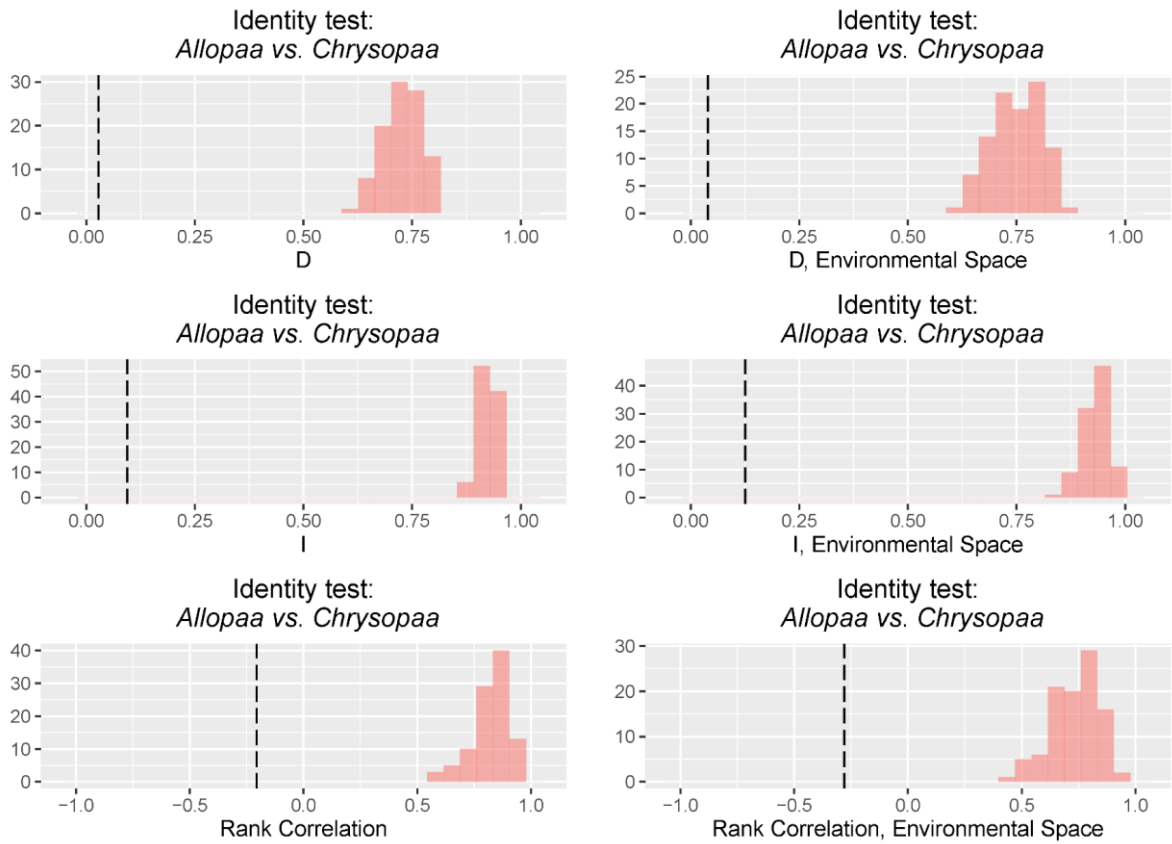 Identity test:
Allopaa vs. Chrysopaa
30
20
10
0
0.00 0.25 0.50 0.75 1.00
D
Identity test:
Allopaa vs. Chrysopaa
25
20
15
10
5
0
0.00 0.25 0.50 0.75 1.00
D, Environmental Space
Identity test:
Allopaa vs. Chrysopaa
50
40
30
20
10
0
0.00 0.25 0.50 0.75 1.00
I
Identity test:
Allopaa vs. Chrysopaa
40
30
20
10
0
0.00 0.25 0.50 0.75 1.00
I, Environmental Space
Identity test:
Allopaa vs. Chrysopaa
40
30
20
10
0
−1.0 −0.5 0.0 0.5 1.0
Rank Correlation
Identity test:
Allopaa vs. Chrysopaa
30
20
10
0
−1.0 −0.5 0.0 0.5 1.0
Rank Correlation, Environmental Space